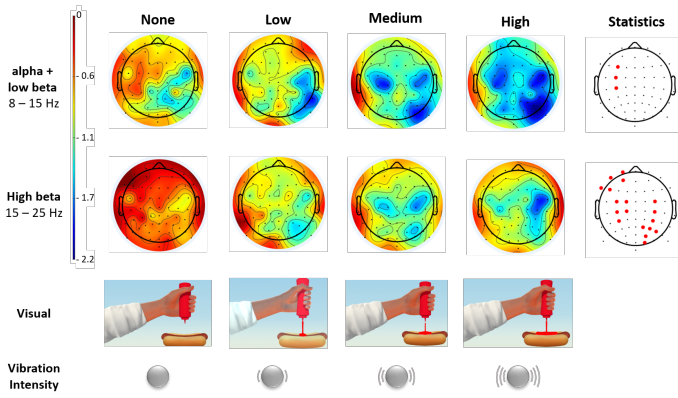 None
Low
Medium
High
Statistics
alpha +
low beta
8 – 15 Hz
0
- 0.6
- 1.1
- 1.7
- 2.2
High beta
15 – 25 Hz
Visual
Vibration
Intensity